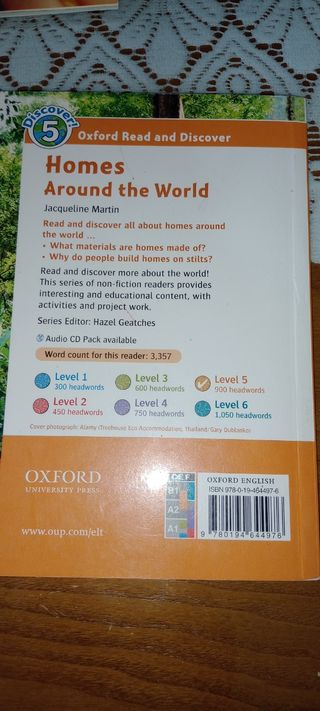 Discover!
5
Oxford Read and Discover
Homes
Around the World
Jacqueline Martin
Read and discover all about homes around
the world ...
• What materials are homes made of?
• Why do people build homes on stilts?
Read and discover more about the world!
This series of non-fiction readers provides
interesting and educational content, with
activities and project work.
Series Editor: Hazel Geatches
Audio CD Pack available
Word count for this reader: 3,357
Level 1
300 headwords
Level 3
600 headwords
Level 5
900 headwords
Level 2
450 headwords
Level 4
750 headwords
Level 6
1,050 headwords
Cover photograph: Alamy (Treehouse Eco Accommodation, Thailand/Gary Dublanko)
OXFORD
UNIVERSITY PRESS
www.oup.com/elt
CEF
B1
A2
A1
OXFORD ENGLISH
ISBN 978-0-19-464497-6
9 780194 644976